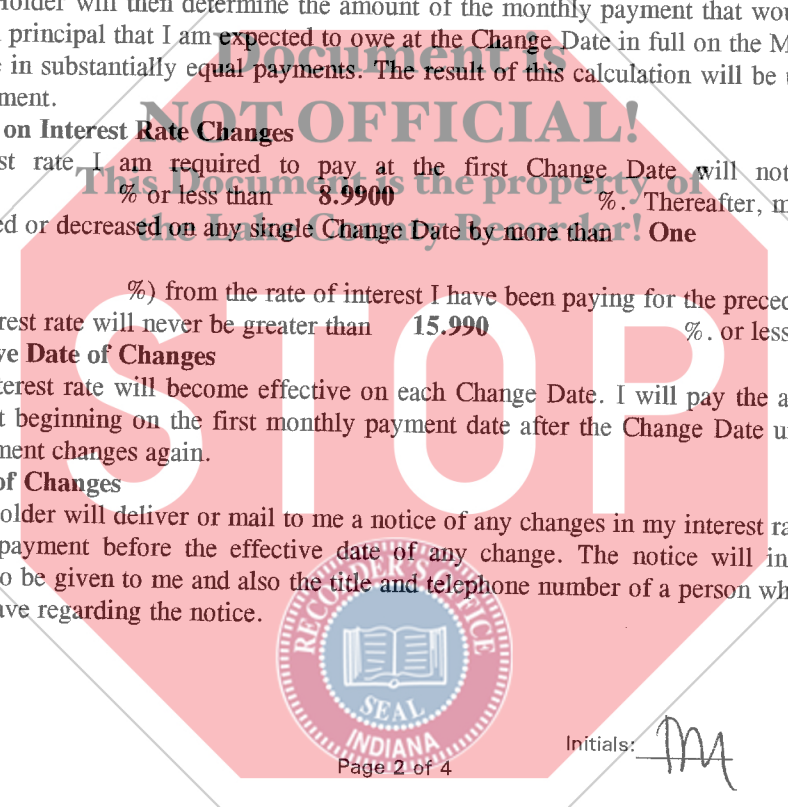 older will then determine the amount of the monthly payment that wou
principal that I am expected to owe at the Change Date in full on the M
in substantially equal payments. The result of this calculation will be
ment.
on Interest Rate Changes
est rate I am required to pay at the first Change Date will not
% or less than 8.9900 %. Thereafter, m
ed or decreased on any single Change Date by more than One
%) from the rate of interest I have been paying for the preced
rest rate will never be greater than 15.990 %. or less
ve Date of Changes
terest rate will become effective on each Change Date. I will pay the a
t beginning on the first monthly payment date after the Change Date u
ment changes again.
of Changes
older will deliver or mail to me a notice of any changes in my interest ra
payment before the effective date of any change. The notice will in
o be given to me and also the title and telephone number of a person wh
ave regarding the notice.
Document is
NOT OFFICIAL!
This Document is the property of
the Lake County Recorder!
STOP
RECORDER'S OFFICE
SEAL
INDIANA
Initials:
Page 2 of 4